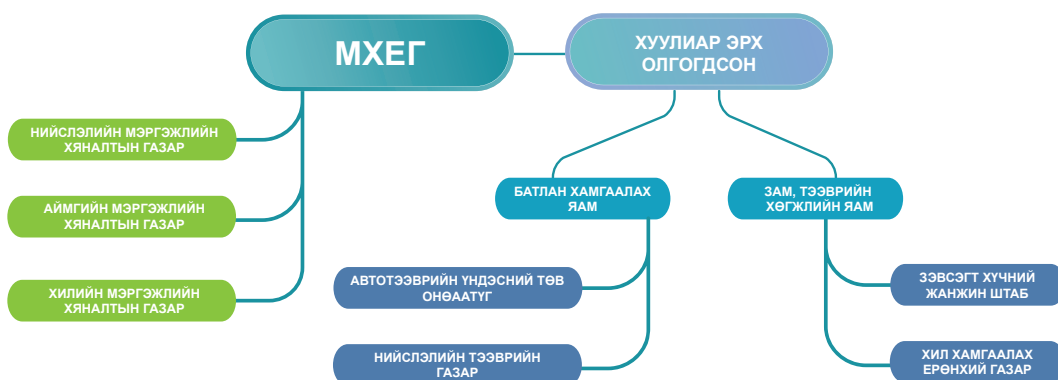 МХЕГ
ХУУЛИАР ЭРХ
ОЛГОГДСОН
НИЙСЛЭЛИЙН МЭРГЭЖЛИЙН
ХЯНАЛТЫН ГАЗАР
АЙМГИЙН МЭРГЭЖЛИЙН
ХЯНАЛТЫН ГАЗАР
ХИЛИЙН МЭРГЭЖЛИЙН
ХЯНАЛТЫН ГАЗАР
БАТЛАН ХАМГААЛАХ
ЯАМ
ЗАМ, ТЭЭВРИЙН
ХӨГЖЛИЙН ЯАМ
АВТОТЭЭВРИЙН ҮНДЭСНИЙ ТӨВ
ОНӨААТҮГ
НИЙСЛЭЛИЙН ТЭЭВРИЙН
ГАЗАР
ЗЭВСЭГТ ХҮЧНИЙ
ЖАНЖИН ШТАБ
ХИЛ ХАМГААЛАХ
ЕРӨНХИЙ ГАЗАР